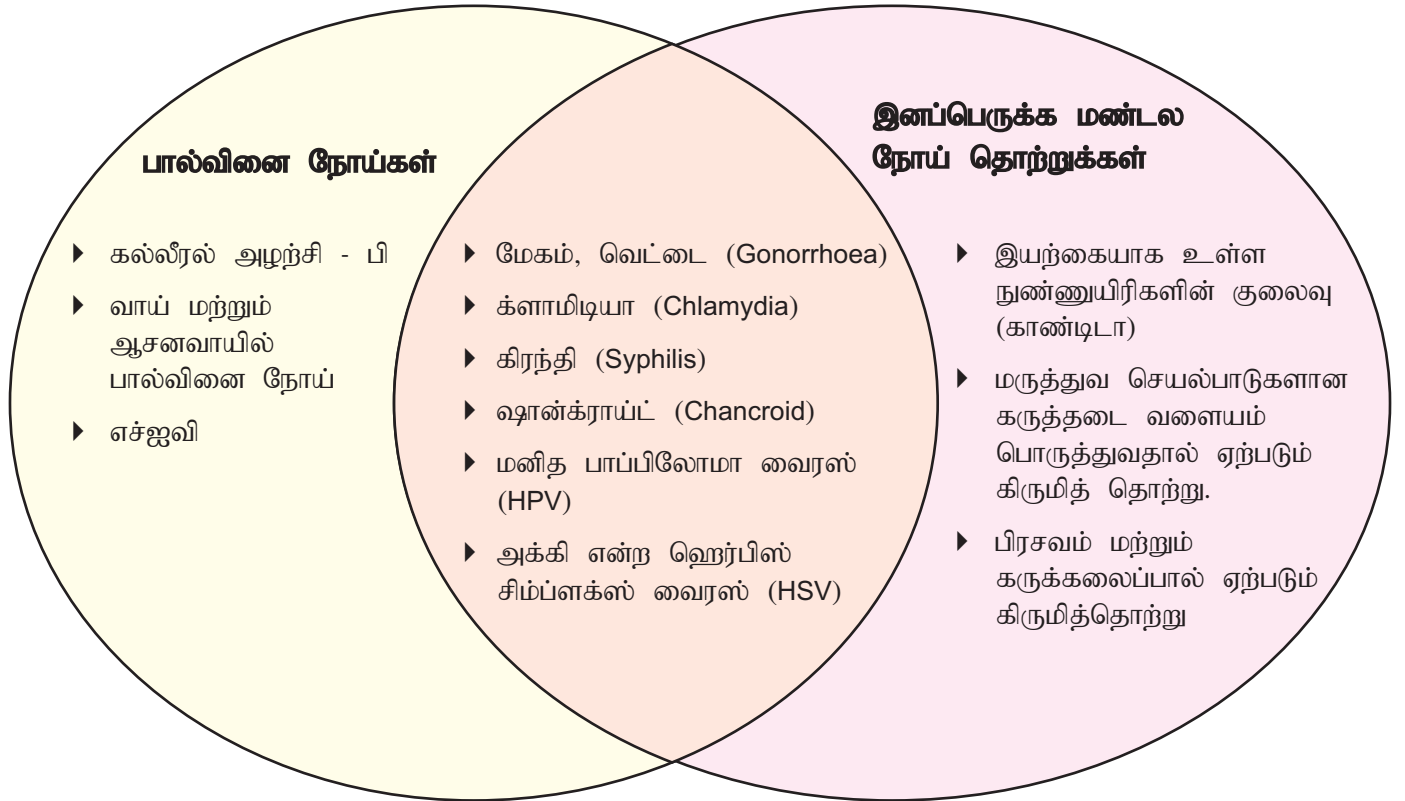 பால்வினை நோய்கள்
▶ கல்லீரல் அழற்சி - பி
▶ வாய் மற்றும்
ஆசனவாயில்
பால்வினை நோய்
▶ எச்ஐவி
▶ மேகம், வெட்டை (Gonorrhoea)
▶ க்ளாமிடியா (Chlamydia)
▶ கிரந்தி (Syphilis)
▶ ஷான்க்ராய்ட் (Chancroid)
▶ மனித பாப்பிலோமா வைரஸ்
(HPV)
▶ அக்கி என்ற ஹெர்பிஸ்
சிம்ப்ளக்ஸ் வைரஸ் (HSV)
இனப்பெருக்க மண்டல
நோய் தொற்றுக்கள்
▶ இயற்கையாக உள்ள
நுண்ணுயிரிகளின் குலைவு
(காண்டிடா)
▶ மருத்துவ செயல்பாடுகளான
கருத்தடை வளையம்
பொருத்துவதால் ஏற்படும்
கிருமித் தொற்று.
▶ பிரசவம் மற்றும்
கருக்கலைப்பால் ஏற்படும்
கிருமித்தொற்று